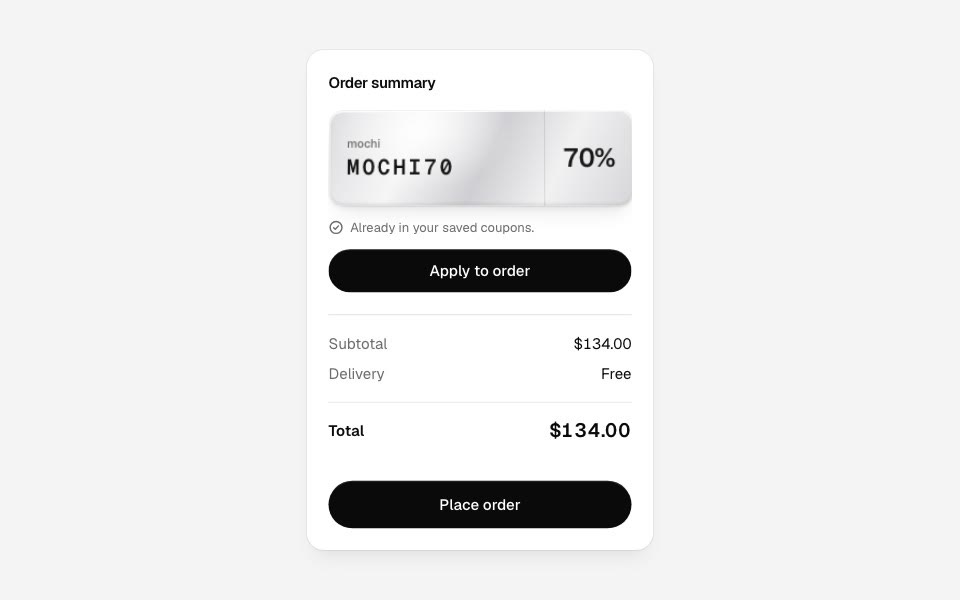 Order summary
mochi
MOCHI70
70%
Already in your saved coupons.
Apply to order
Subtotal $134.00
Delivery Free
Total $134.00
Place order